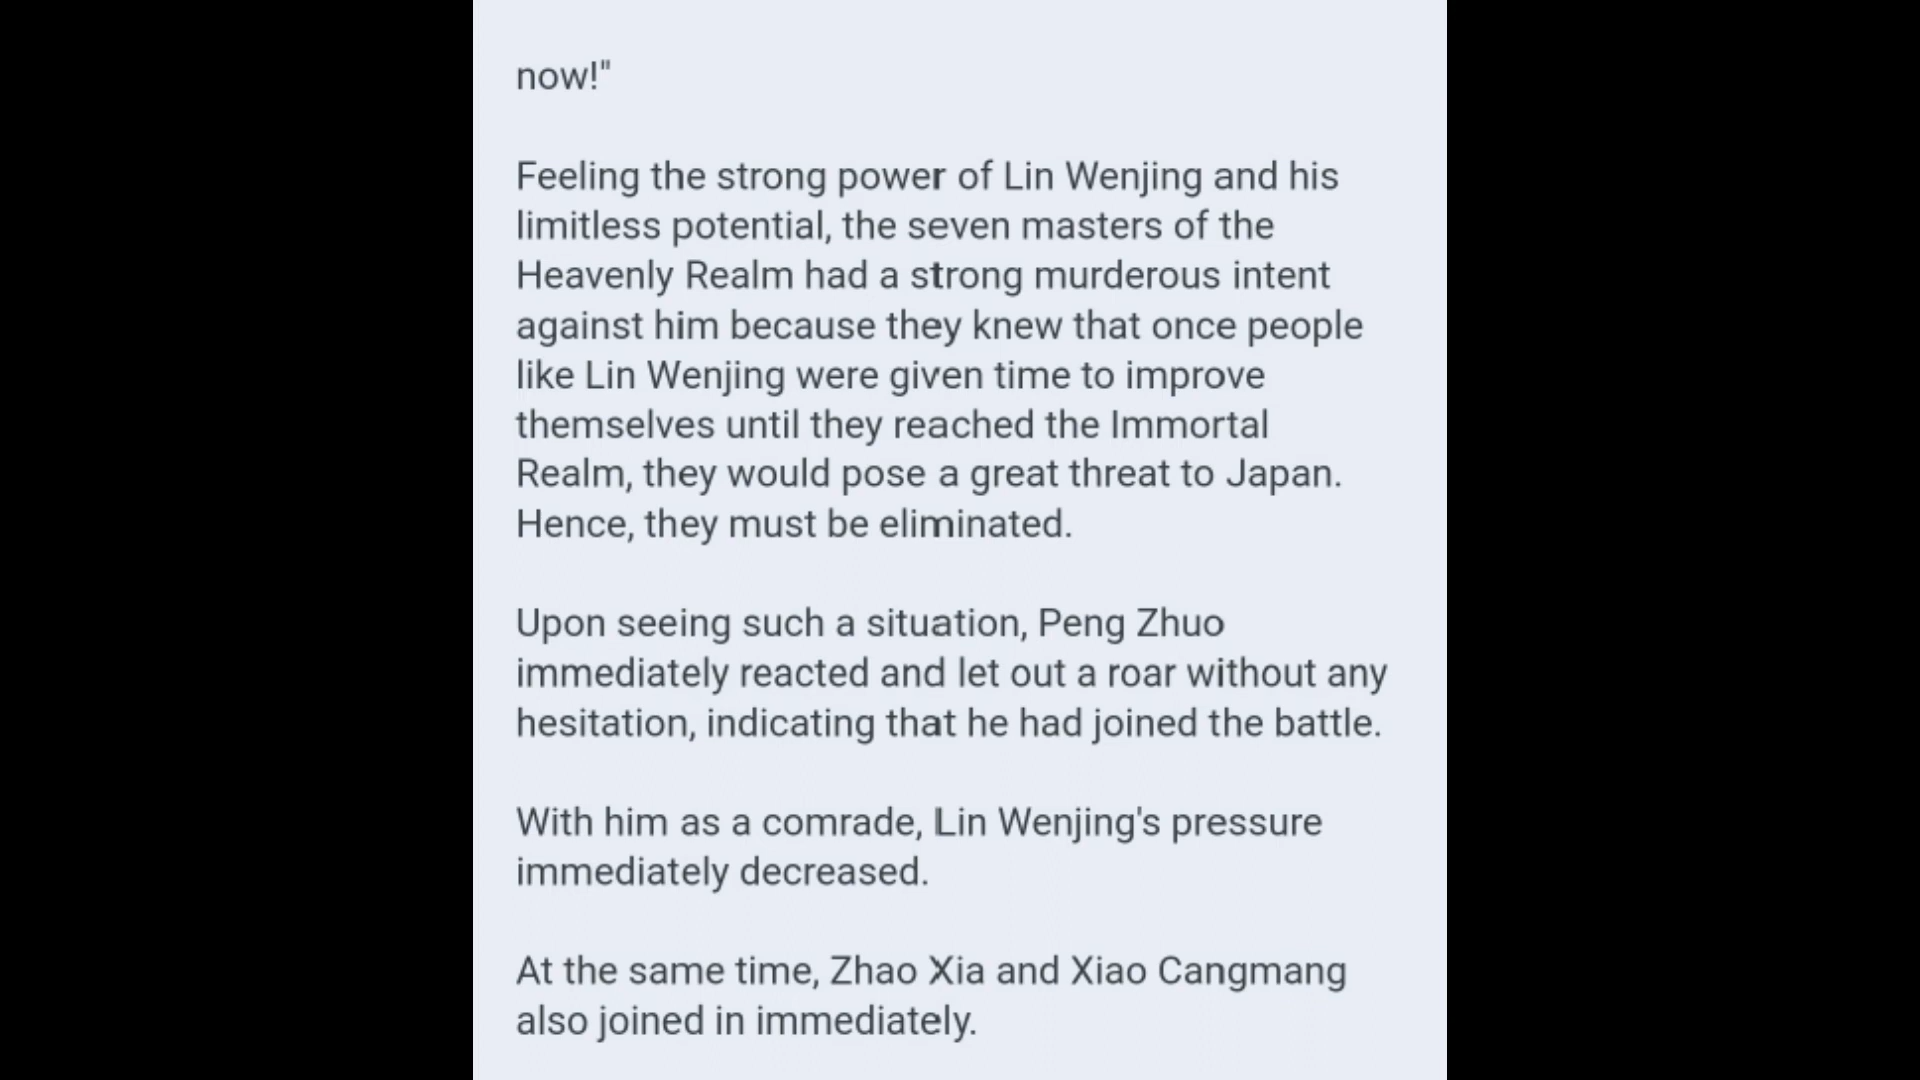 now!"
Feeling the strong power of Lin Wenjing and his
limitless potential, the seven masters of the
Heavenly Realm had a strong murderous intent
against him because they knew that once people
like Lin Wenjing were given time to improve
themselves until they reached the Immortal
Realm, they would pose a great threat to Japan.
Hence, they must be eliminated.
Upon seeing such a situation, Peng Zhuo
immediately reacted and let out a roar without any
hesitation, indicating that he had joined the battle.
With him as a comrade, Lin Wenjing's pressure
immediately decreased.
At the same time, Zhao Xia and Xiao Cangmang
also joined in immediately.